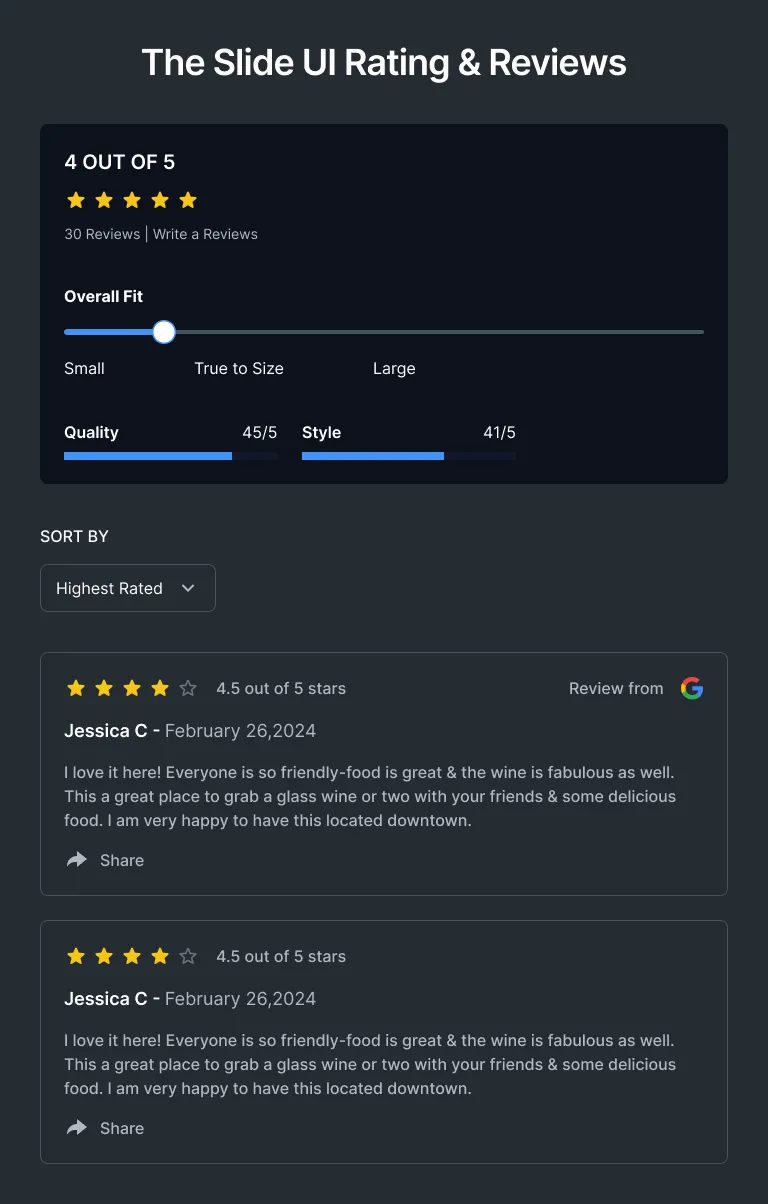 The Slide UI Rating & Reviews
4 OUT OF 5
30 Reviews | Write a Reviews
Overall Fit
Small True to Size Large
Quality 45/5 Style 41/5
SORT BY
Highest Rated
4.5 out of 5 stars Review from
Jessica C - February 26,2024
I love it here! Everyone is so friendly-food is great & the wine is fabulous as well.
This a great place to grab a glass wine or two with your friends & some delicious
food. I am very happy to have this located downtown.
Share
4.5 out of 5 stars
Jessica C - February 26,2024
I love it here! Everyone is so friendly-food is great & the wine is fabulous as well.
This a great place to grab a glass wine or two with your friends & some delicious
food. I am very happy to have this located downtown.
Share